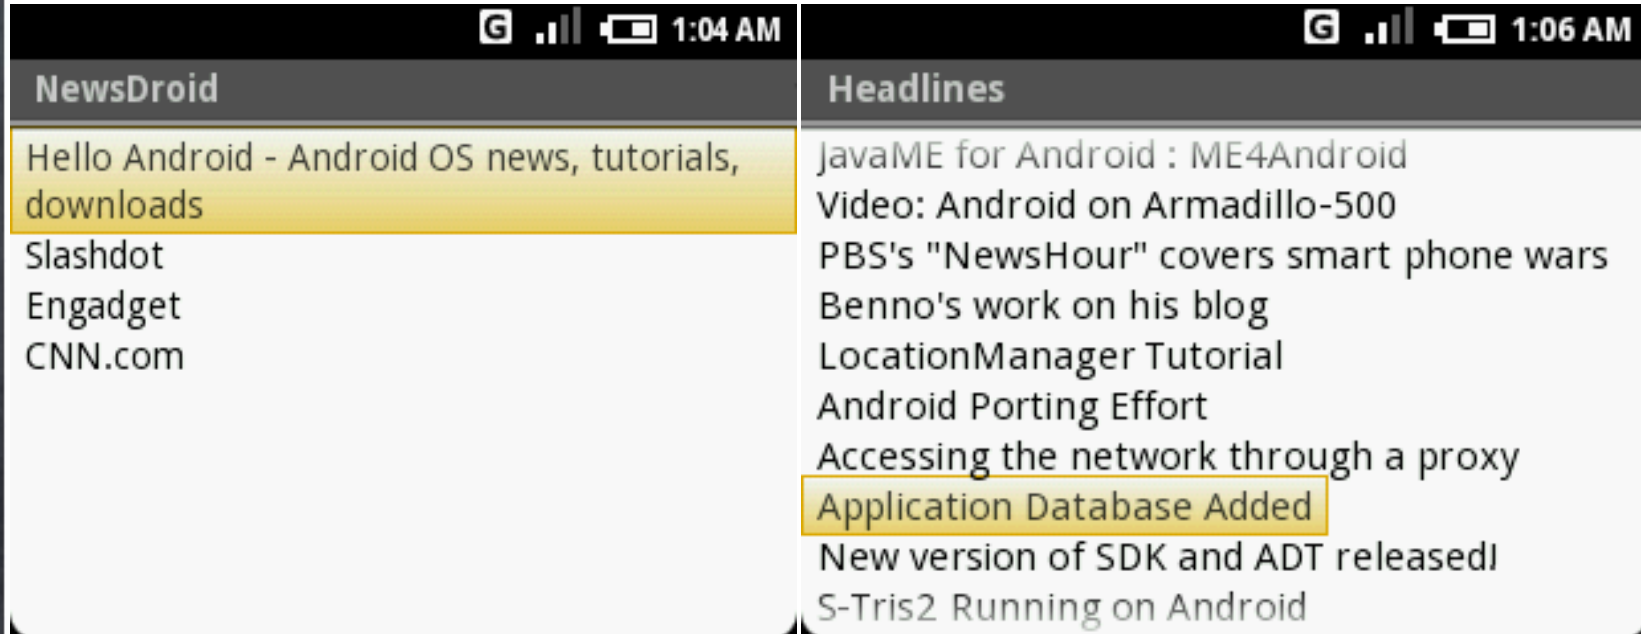 G 1:04 AM
NewsDroid
Hello Android - Android OS news, tutorials,
downloads
Slashdot
Engadget
CNN.com
G 1:06 AM
Headlines
JavaME for Android : ME4Android
Video: Android on Armadillo-500
PBS's "NewsHour" covers smart phone wars
Benno's work on his blog
LocationManager Tutorial
Android Porting Effort
Accessing the network through a proxy
Application Database Added
New version of SDK and ADT released!
S-Tris2 Running on Android